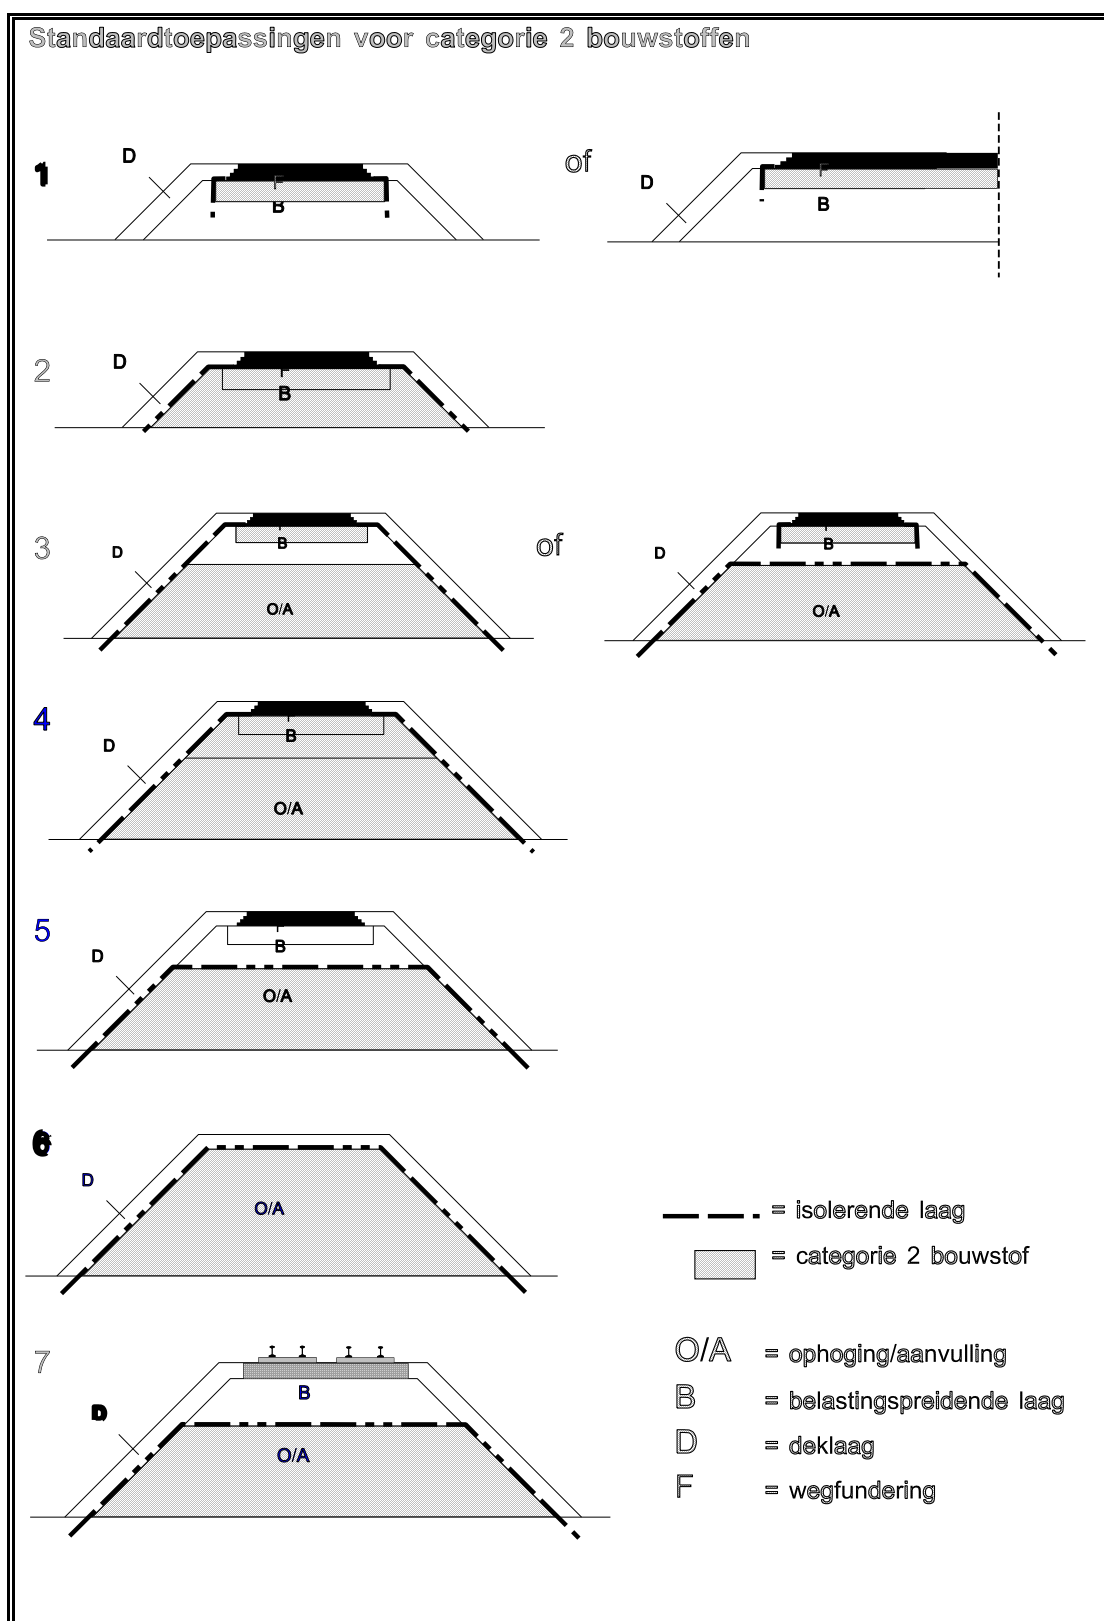 Standaardtoepassingen voor categorie 2 bouwstoffen
1 D F B of D F B
2 D F B
3 D B O/A of D B O/A
4 D B O/A
5 D F B O/A
6 D O/A
= isolerende laag
= categorie 2 bouwstof
7 B D O/A
O/A = ophoging/aanvulling
B = belastingspreidende laag
D = deklaag
F = wegfundering